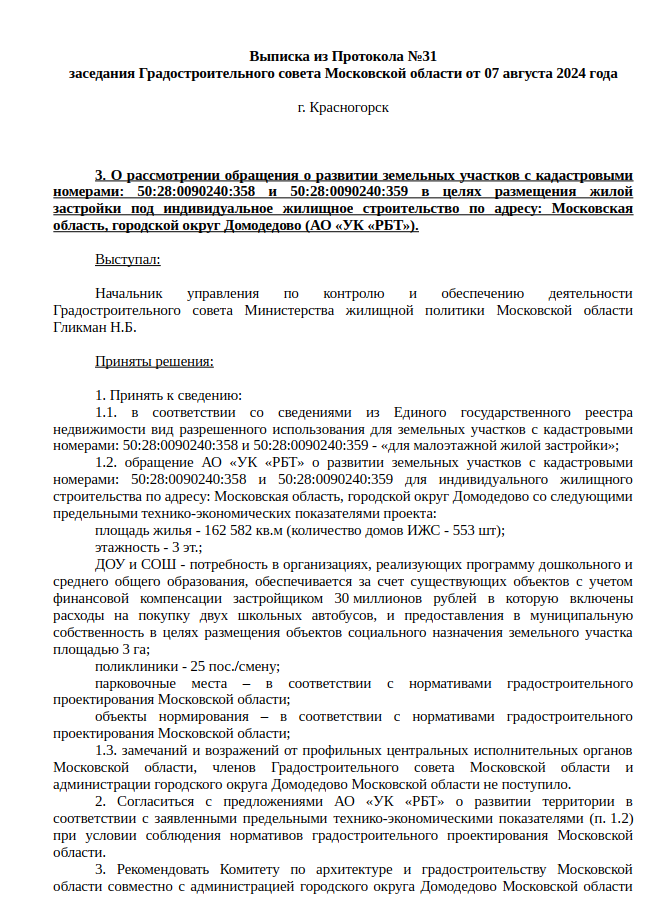 Выписка из Протокола №31
заседания Градостроительного совета Московской области от 07 августа 2024 года
г. Красногорск
3. О рассмотрении обращения о развитии земельных участков с кадастровыми
номерами: 50:28:0090240:358 и 50:28:0090240:359 в целях размещения жилой
застройки под индивидуальное жилищное строительство по адресу: Московская
область, городской округ Домодедово (АО «УК «РБТ»).
Выступал:
Начальник управления по контролю и обеспечению деятельности
Градостроительного совета Министерства жилищной политики Московской области
Гликман Н.Б.
Приняты решения:
1. Принять к сведению:
1.1. в соответствии со сведениями из Единого государственного реестра
недвижимости вид разрешенного использования для земельных участков с кадастровыми
номерами: 50:28:0090240:358 и 50:28:0090240:359 - «для малоэтажной жилой застройки»;
1.2. обращение АО «УК «РБТ» о развитии земельных участков с кадастровыми
номерами: 50:28:0090240:358 и 50:28:0090240:359 для индивидуального жилищного
строительства по адресу: Московская область, городской округ Домодедово со следующими
предельными технико-экономическими показателями проекта:
площадь жилья - 162 582 кв.м (количество домов ИЖС - 553 шт);
этажность - 3 эт.;
ДОУ и СОШ - потребность в организациях, реализующих программу дошкольного и
среднего общего образования, обеспечивается за счет существующих объектов с учетом
финансовой компенсации застройщиком 30 миллионов рублей в которую включены
расходы на покупку двух школьных автобусов, и предоставления в муниципальную
собственность в целях размещения объектов социального назначения земельного участка
площадью 3 га;
поликлиники - 25 пос./смену;
парковочные места – в соответствии с нормативами градостроительного
проектирования Московской области;
объекты нормирования – в соответствии с нормативами градостроительного
проектирования Московской области;
1.3. замечаний и возражений от профильных центральных исполнительных органов
Московской области, членов Градостроительного совета Московской области и
администрации городского округа Домодедово Московской области не поступило.
2. Согласиться с предложениями АО «УК «РБТ» о развитии территории в
соответствии с заявленными предельными технико-экономическими показателями (п. 1.2)
при условии соблюдения нормативов градостроительного проектирования Московской
области.
3. Рекомендовать Комитету по архитектуре и градостроительству Московской
области совместно с администрацией городского округа Домодедово Московской области